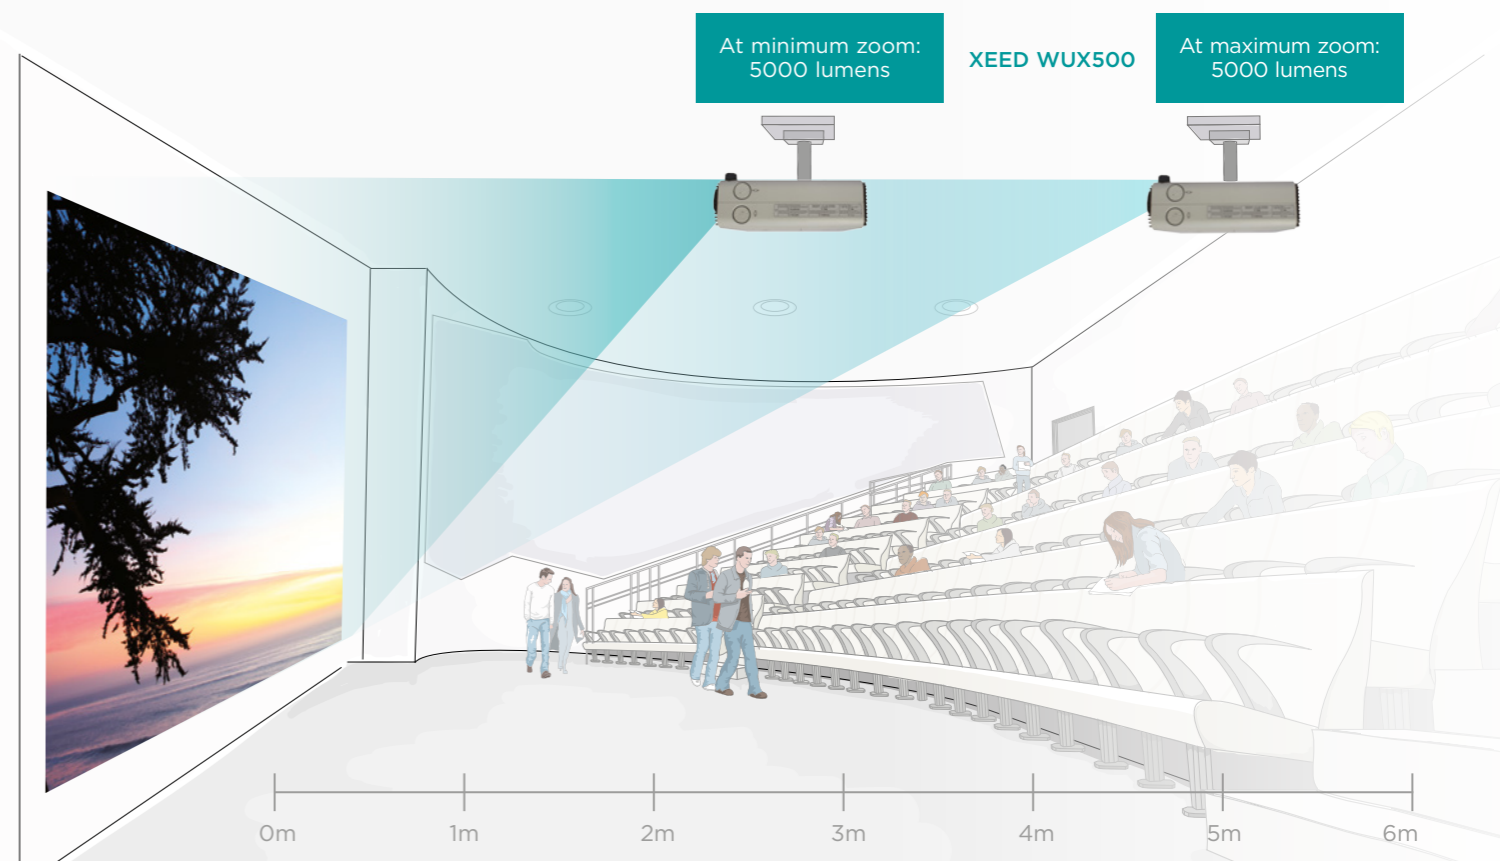 At minimum zoom:
5000 lumens
XEED WUX500
At maximum zoom:
5000 lumens
0m
1m
2m
3m
4m
5m
6m